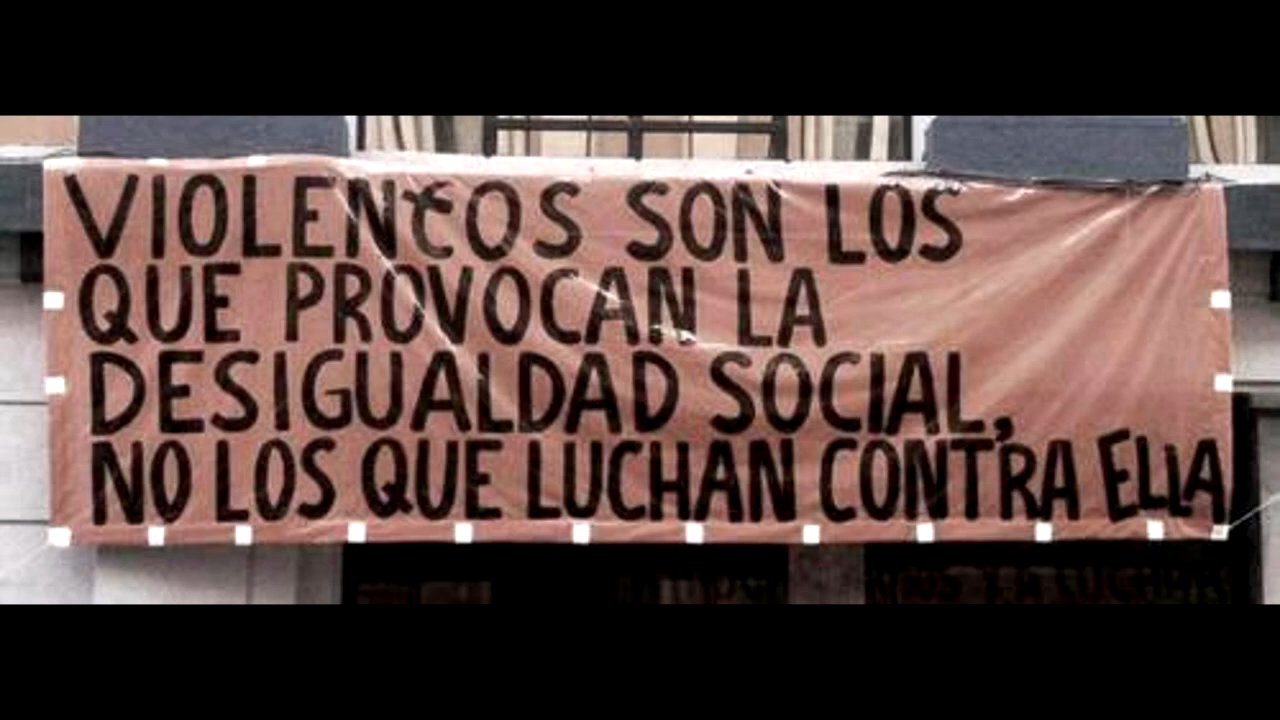 VIOLENtOS SON LOS
QUE PROVOCAN LA
DESIGUALDAD SOCIAL,
NO LOS QUE LUCHAN CONTRA ELLA